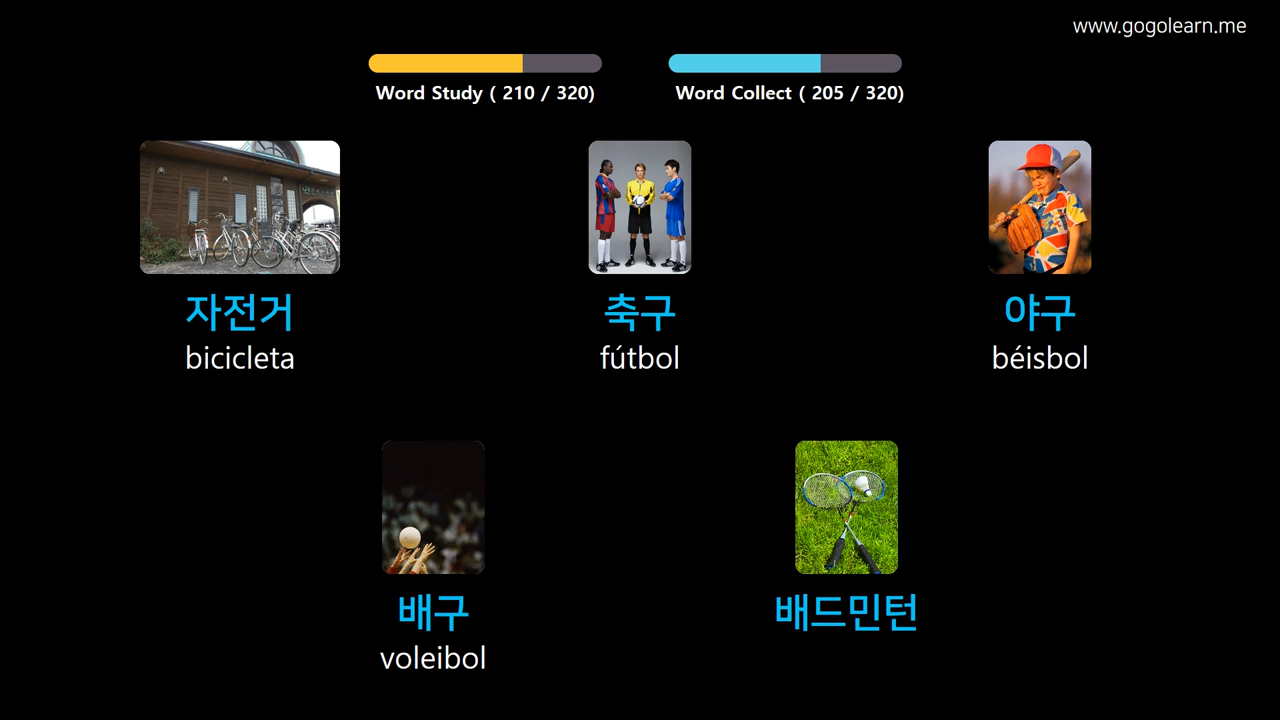 www.gogolearn.me
Word Study ( 210 / 320)
Word Collect ( 205 / 320)
자전거
bicicleta
축구
fútbol
야구
béisbol
배구
voleibol
배드민턴